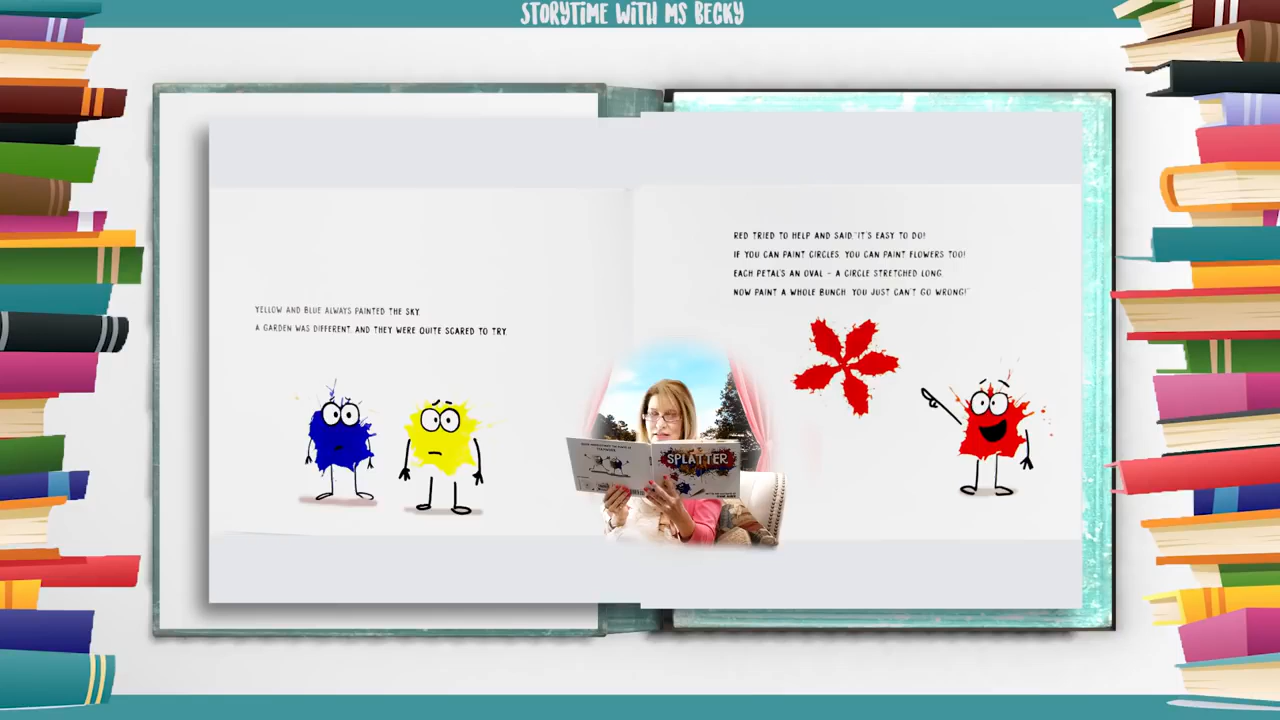 STORYTIME WITH MS BECKY
YELLOW AND BLUE ALWAYS PAINTED THE SKY.
A GARDEN WAS DIFFERENT, AND THEY WERE QUITE SCARED TO TRY.
RED TRIED TO HELP AND SAID, "IT'S EASY TO DO!
IF YOU CAN PAINT CIRCLES, YOU CAN PAINT FLOWERS TOO!
EACH PETAL'S AN OVAL – A CIRCLE STRETCHED LONG.
NOW PAINT A WHOLE BUNCH. YOU JUST CAN'T GO WRONG!"
SPLATTER